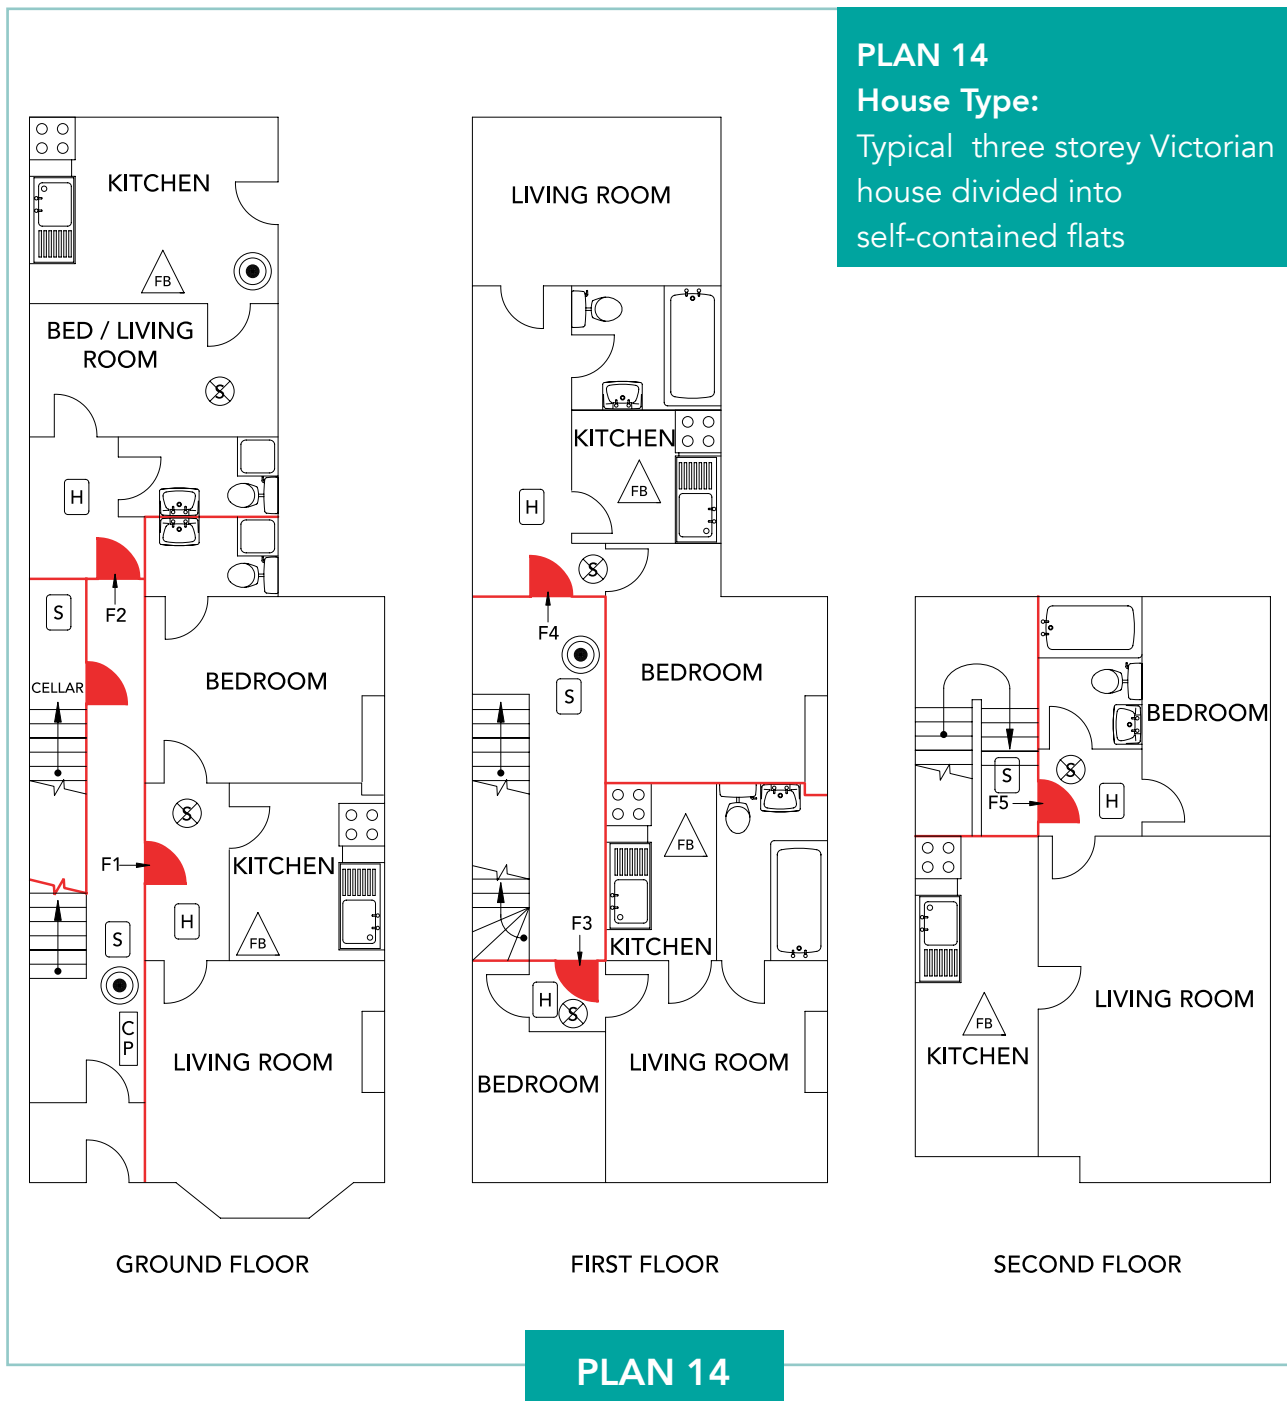 PLAN 14
House Type:
Typical three storey Victorian
house divided into
self-contained flats
KITCHEN
FB
BED / LIVING
ROOM
S
H
S
F2
CELLAR
BEDROOM
S
F1
KITCHEN
H
FB
S
C
P
LIVING ROOM
GROUND FLOOR
LIVING ROOM
KITCHEN
FB
H
S
F4
S
BEDROOM
FB
F3
KITCHEN
H
S
BEDROOM
LIVING ROOM
FIRST FLOOR
BEDROOM
S
S
F5
H
LIVING ROOM
FB
KITCHEN
SECOND FLOOR
PLAN 14